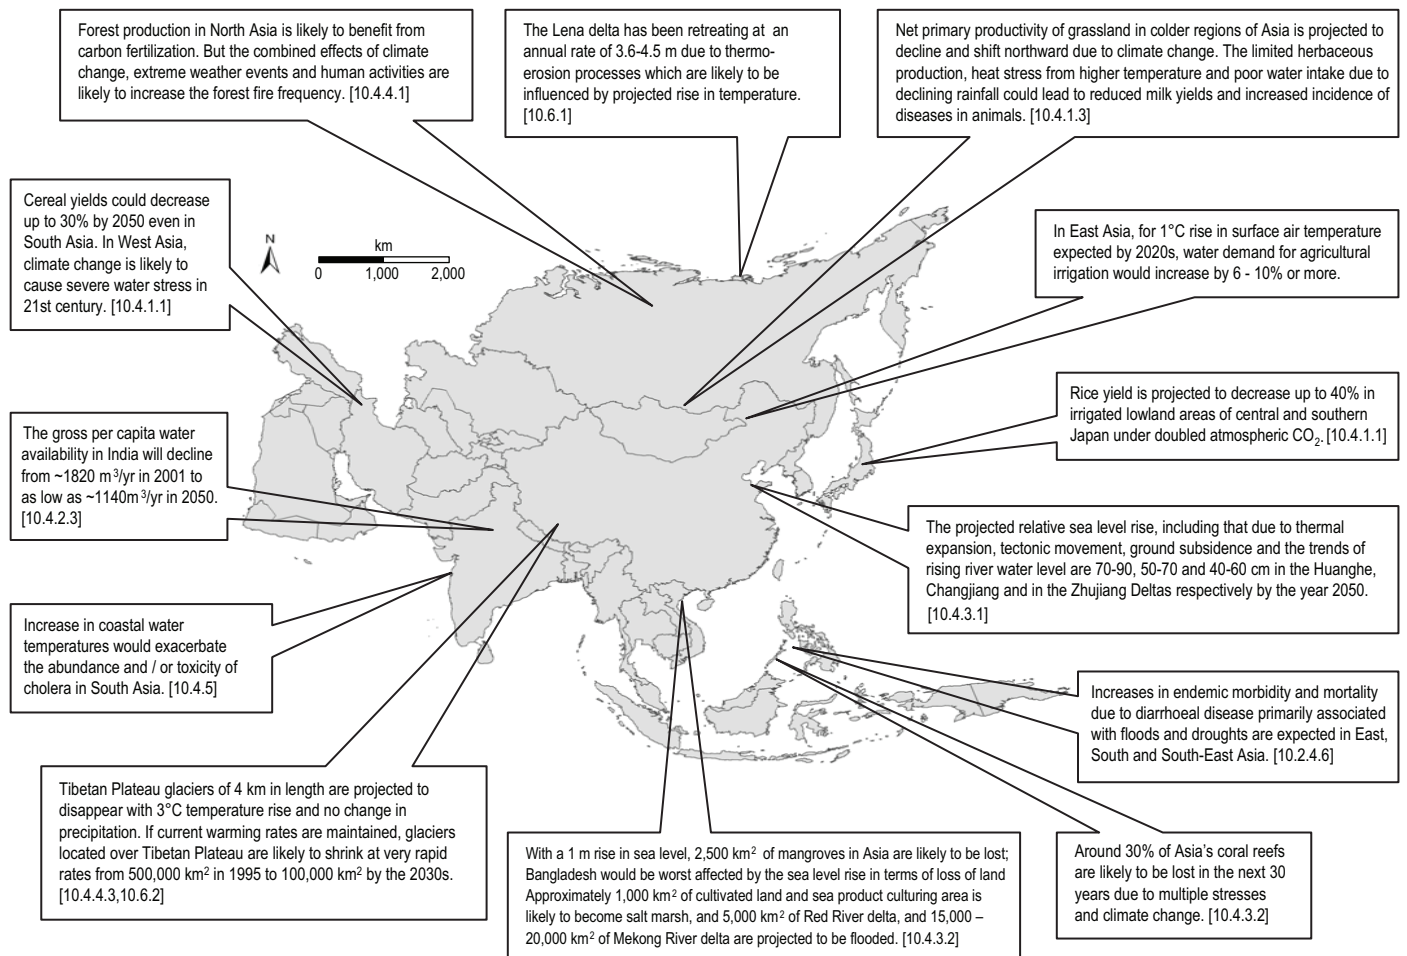 Forest production in North Asia is likely to benefit from
carbon fertilization. But the combined effects of climate
change, extreme weather events and human activities are
likely to increase the forest fire frequency. [10.4.4.1]
The Lena delta has been retreating at an
annual rate of 3.6-4.5 m due to thermo-
erosion processes which are likely to be
influenced by projected rise in temperature.
[10.6.1]
Net primary productivity of grassland in colder regions of Asia is projected to
decline and shift northward due to climate change. The limited herbaceous
production, heat stress from higher temperature and poor water intake due to
declining rainfall could lead to reduced milk yields and increased incidence of
diseases in animals. [10.4.1.3]
Cereal yields could decrease
up to 30% by 2050 even in
South Asia. In West Asia,
climate change is likely to
cause severe water stress in
21st century. [10.4.1.1]
N
km
0 1,000 2,000
In East Asia, for 1°C rise in surface air temperature
expected by 2020s, water demand for agricultural
irrigation would increase by 6 - 10% or more.
Rice yield is projected to decrease up to 40% in
irrigated lowland areas of central and southern
Japan under doubled atmospheric CO₂. [10.4.1.1]
The gross per capita water
availability in India will decline
from ~1820 m³/yr in 2001 to
as low as ~1140m³/yr in 2050.
[10.4.2.3]
The projected relative sea level rise, including that due to thermal
expansion, tectonic movement, ground subsidence and the trends of
rising river water level are 70-90, 50-70 and 40-60 cm in the Huanghe,
Changjiang and in the Zhujiang Deltas respectively by the year 2050.
[10.4.3.1]
Increase in coastal water
temperatures would exacerbate
the abundance and / or toxicity of
cholera in South Asia. [10.4.5]
Increases in endemic morbidity and mortality
due to diarrhoeal disease primarily associated
with floods and droughts are expected in East,
South and South-East Asia. [10.2.4.6]
Tibetan Plateau glaciers of 4 km in length are projected to
disappear with 3°C temperature rise and no change in
precipitation. If current warming rates are maintained, glaciers
located over Tibetan Plateau are likely to shrink at very rapid
rates from 500,000 km² in 1995 to 100,000 km² by the 2030s.
[10.4.4.3,10.6.2]
With a 1 m rise in sea level, 2,500 km² of mangroves in Asia are likely to be lost;
Bangladesh would be worst affected by the sea level rise in terms of loss of land
Approximately 1,000 km² of cultivated land and sea product culturing area is
likely to become salt marsh, and 5,000 km² of Red River delta, and 15,000 –
20,000 km² of Mekong River delta are projected to be flooded. [10.4.3.2]
Around 30% of Asia's coral reefs
are likely to be lost in the next 30
years due to multiple stresses
and climate change. [10.4.3.2]